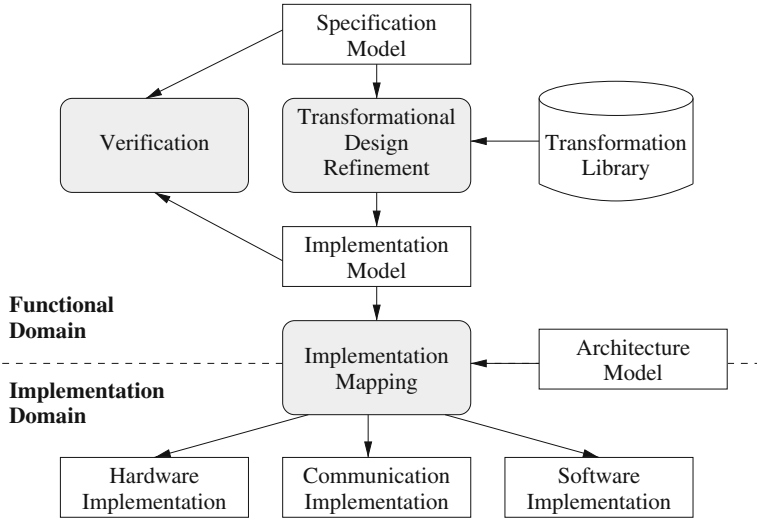 Specification
Model
Verification
Transformational
Design
Refinement
Transformation
Library
Implementation
Model
Functional
Domain
Implementation
Mapping
Architecture
Model
Implementation
Domain
Hardware
Implementation
Communication
Implementation
Software
Implementation